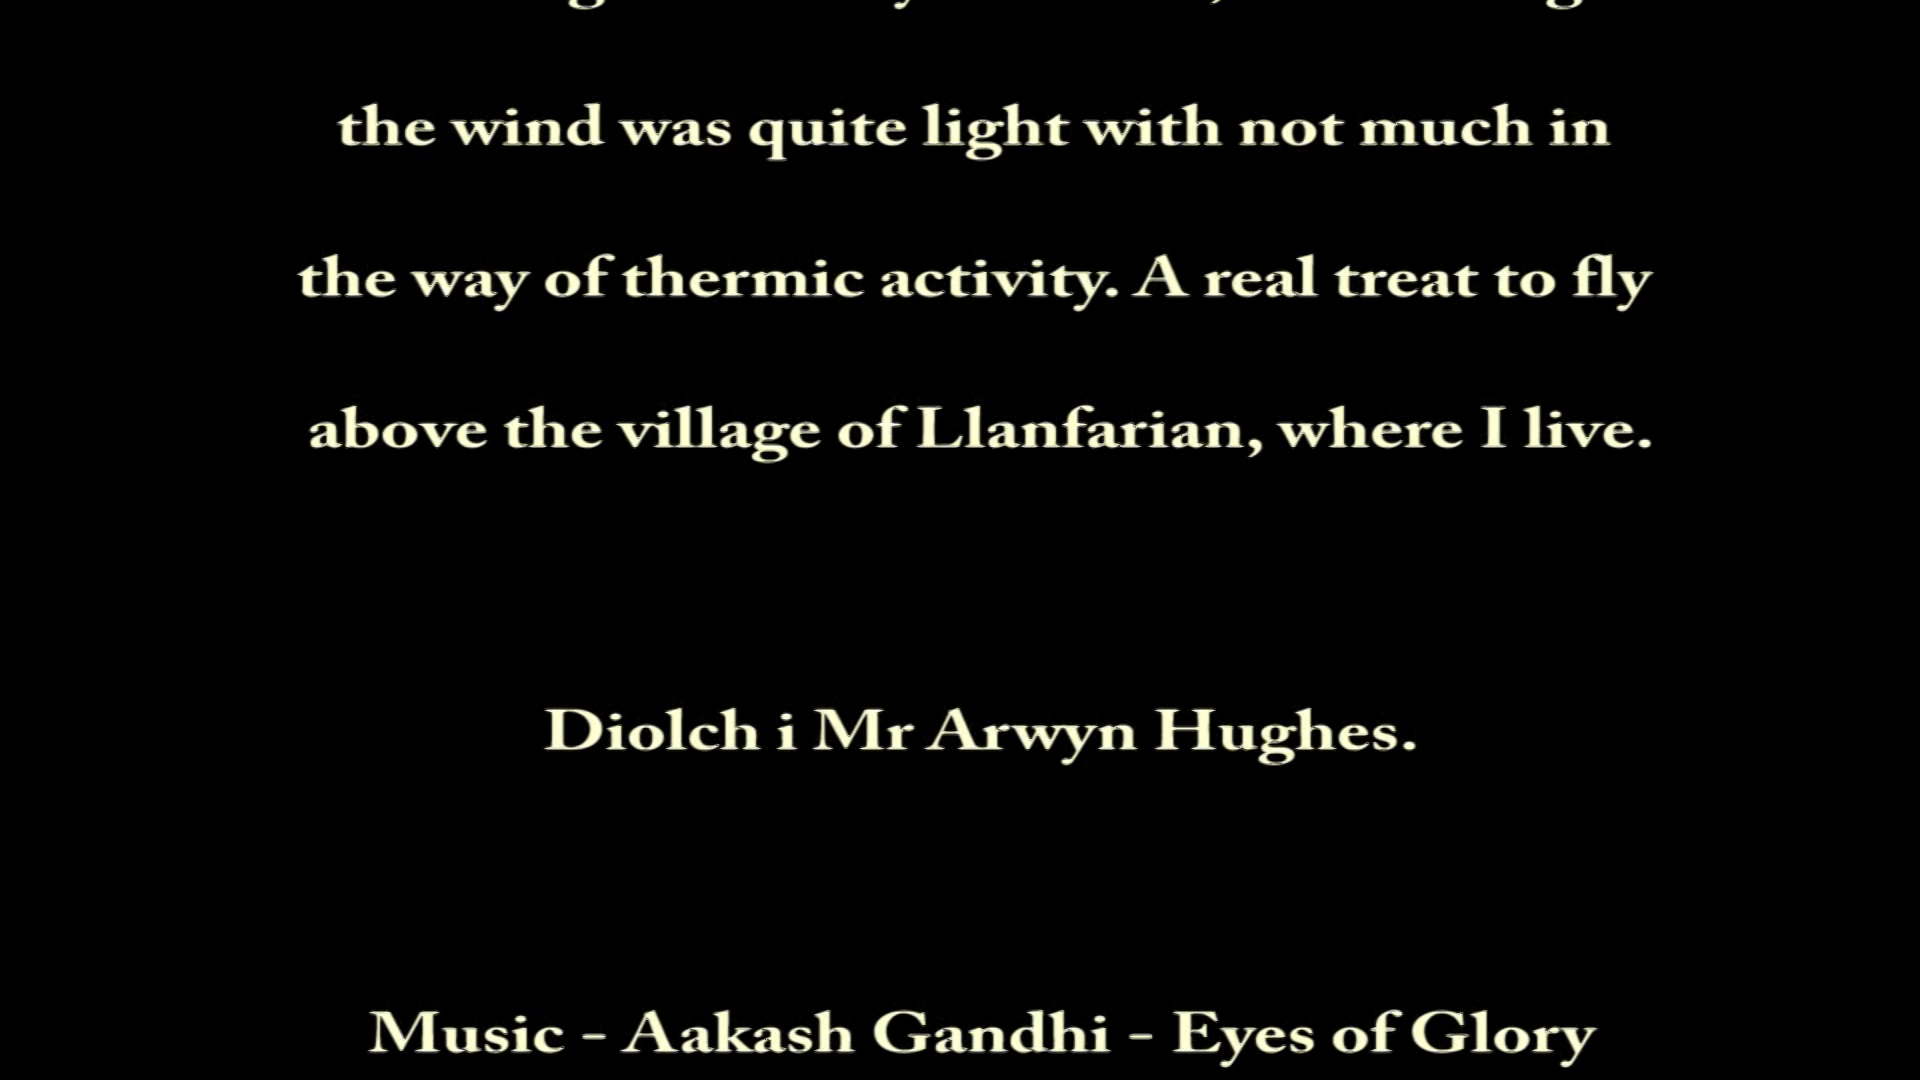 the wind was quite light with not much in
the way of thermic activity. A real treat to fly
above the village of Llanfarian, where I live.
Diolch i Mr Arwyn Hughes.
Music - Aakash Gandhi - Eyes of Glory